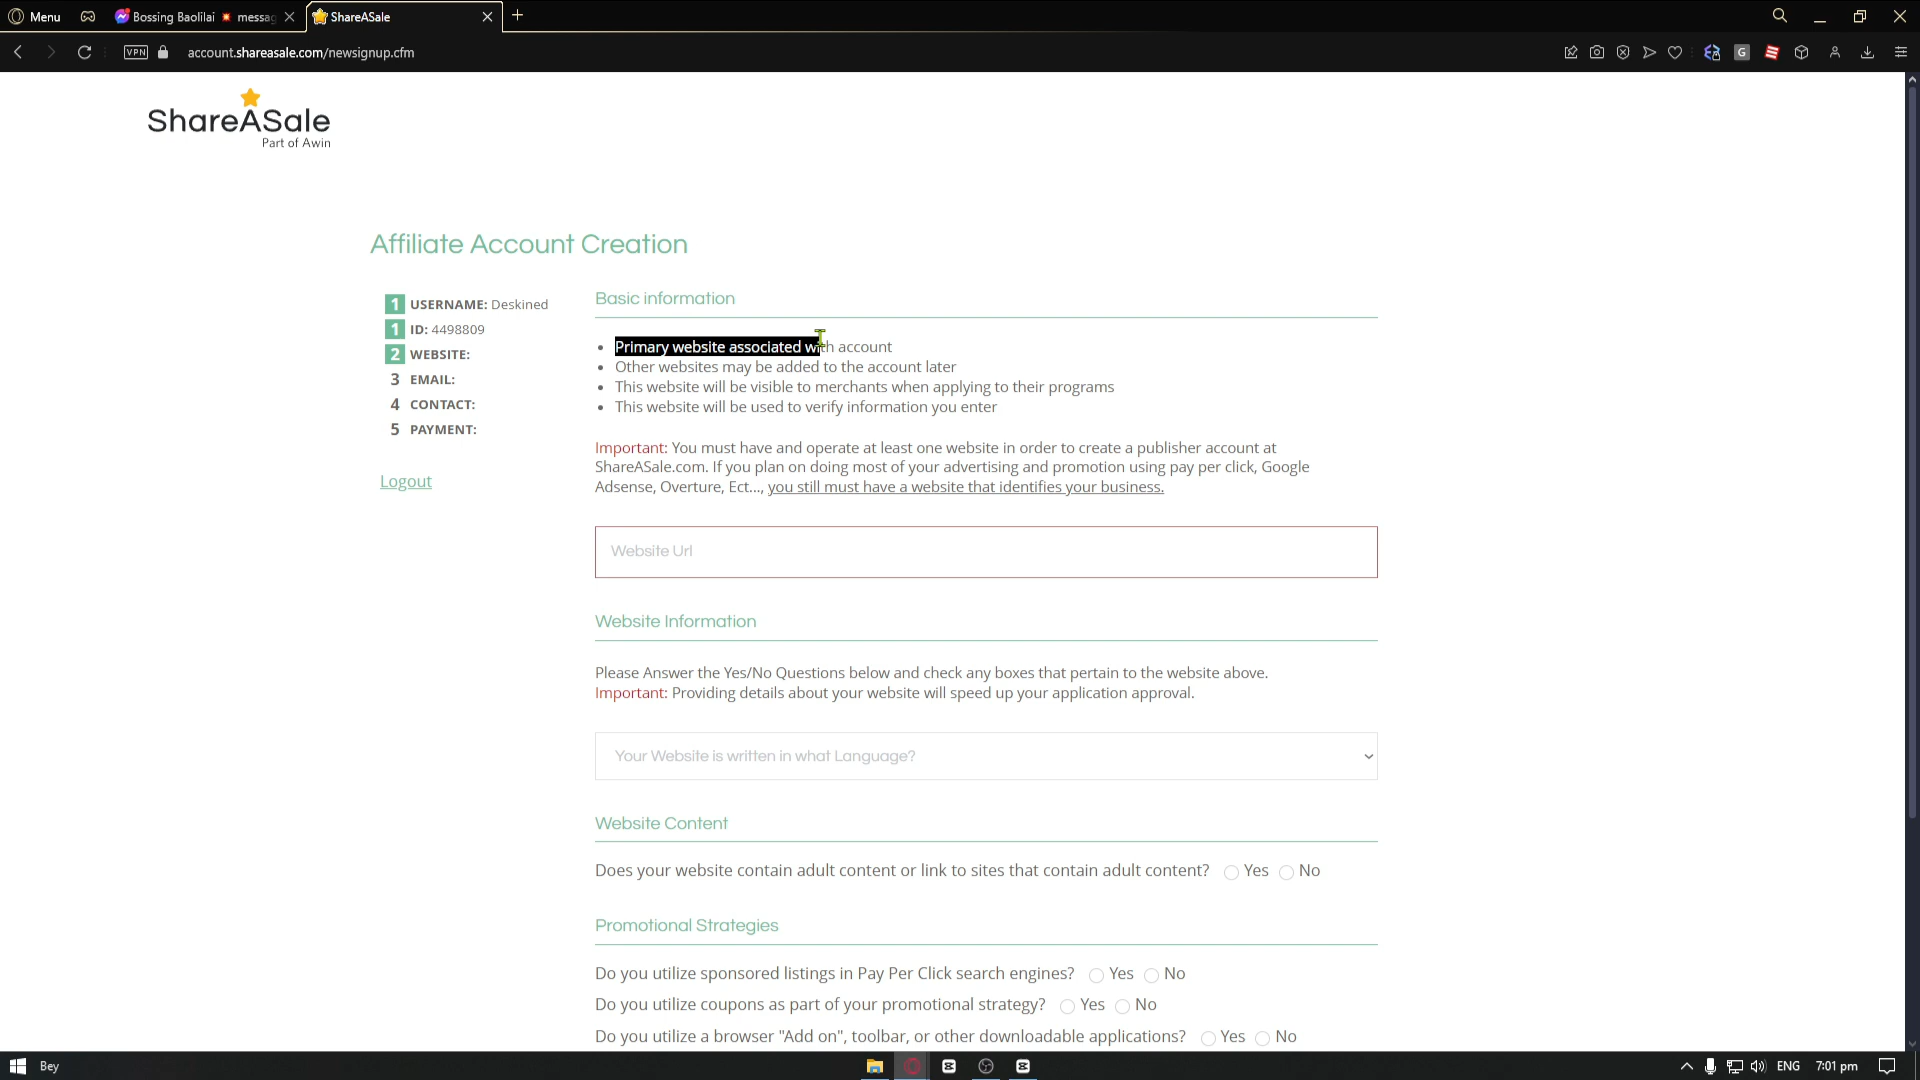 Menu
Bossing Baolilai 💥 messag
ShareASale
VPN
account.shareasale.com/newsignup.cfm
G
ShareASale
Part of Awin
Affiliate Account Creation
1 USERNAME: Deskined
1 ID: 4498809
2 WEBSITE:
3 EMAIL:
4 CONTACT:
5 PAYMENT:
Logout
Basic information
• Primary website associated with account
• Other websites may be added to the account later
• This website will be visible to merchants when applying to their programs
• This website will be used to verify information you enter
Important: You must have and operate at least one website in order to create a publisher account at
ShareASale.com. If you plan on doing most of your advertising and promotion using pay per click, Google
Adsense, Overture, Ect..., you still must have a website that identifies your business.
Website Url
Website Information
Please Answer the Yes/No Questions below and check any boxes that pertain to the website above.
Important: Providing details about your website will speed up your application approval.
Your Website is written in what Language?
Website Content
Does your website contain adult content or link to sites that contain adult content? Yes No
Promotional Strategies
Do you utilize sponsored listings in Pay Per Click search engines? Yes No
Do you utilize coupons as part of your promotional strategy? Yes No
Do you utilize a browser "Add on", toolbar, or other downloadable applications? Yes No
Bey
ENG
7:01 pm